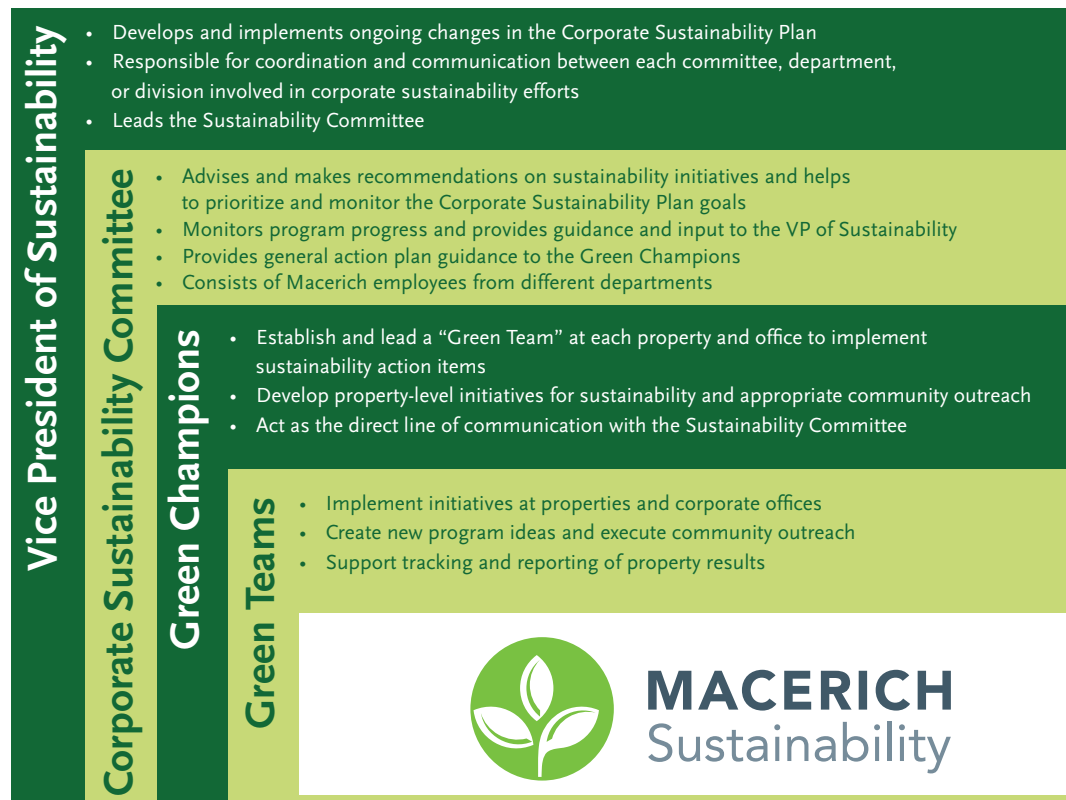 Vice President of Sustainability
• Develops and implements ongoing changes in the Corporate Sustainability Plan
• Responsible for coordination and communication between each committee, department,
or division involved in corporate sustainability efforts
• Leads the Sustainability Committee
Corporate Sustainability Committee
• Advises and makes recommendations on sustainability initiatives and helps
to prioritize and monitor the Corporate Sustainability Plan goals
• Monitors program progress and provides guidance and input to the VP of Sustainability
• Provides general action plan guidance to the Green Champions
• Consists of Macerich employees from different departments
Green Champions
• Establish and lead a “Green Team” at each property and office to implement
sustainability action items
• Develop property-level initiatives for sustainability and appropriate community outreach
• Act as the direct line of communication with the Sustainability Committee
Green Teams
• Implement initiatives at properties and corporate offices
• Create new program ideas and execute community outreach
• Support tracking and reporting of property results
MACERICH
Sustainability